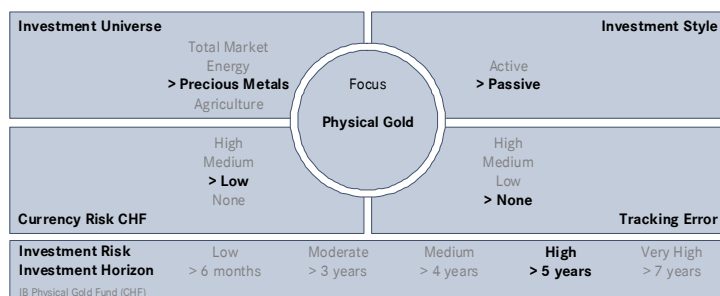 Investment Universe
Total Market
Energy
> Precious Metals
Agriculture
Investment Style
Active
> Passive
Focus
Physical Gold
High
Medium
> Low
None
Currency Risk CHF
High
Medium
Low
> None
Tracking Error
Investment Risk Low Moderate Medium High Very High
Investment Horizon > 6 months > 3 years > 4 years > 5 years > 7 years
IB Physical Gold Fund (CHF)